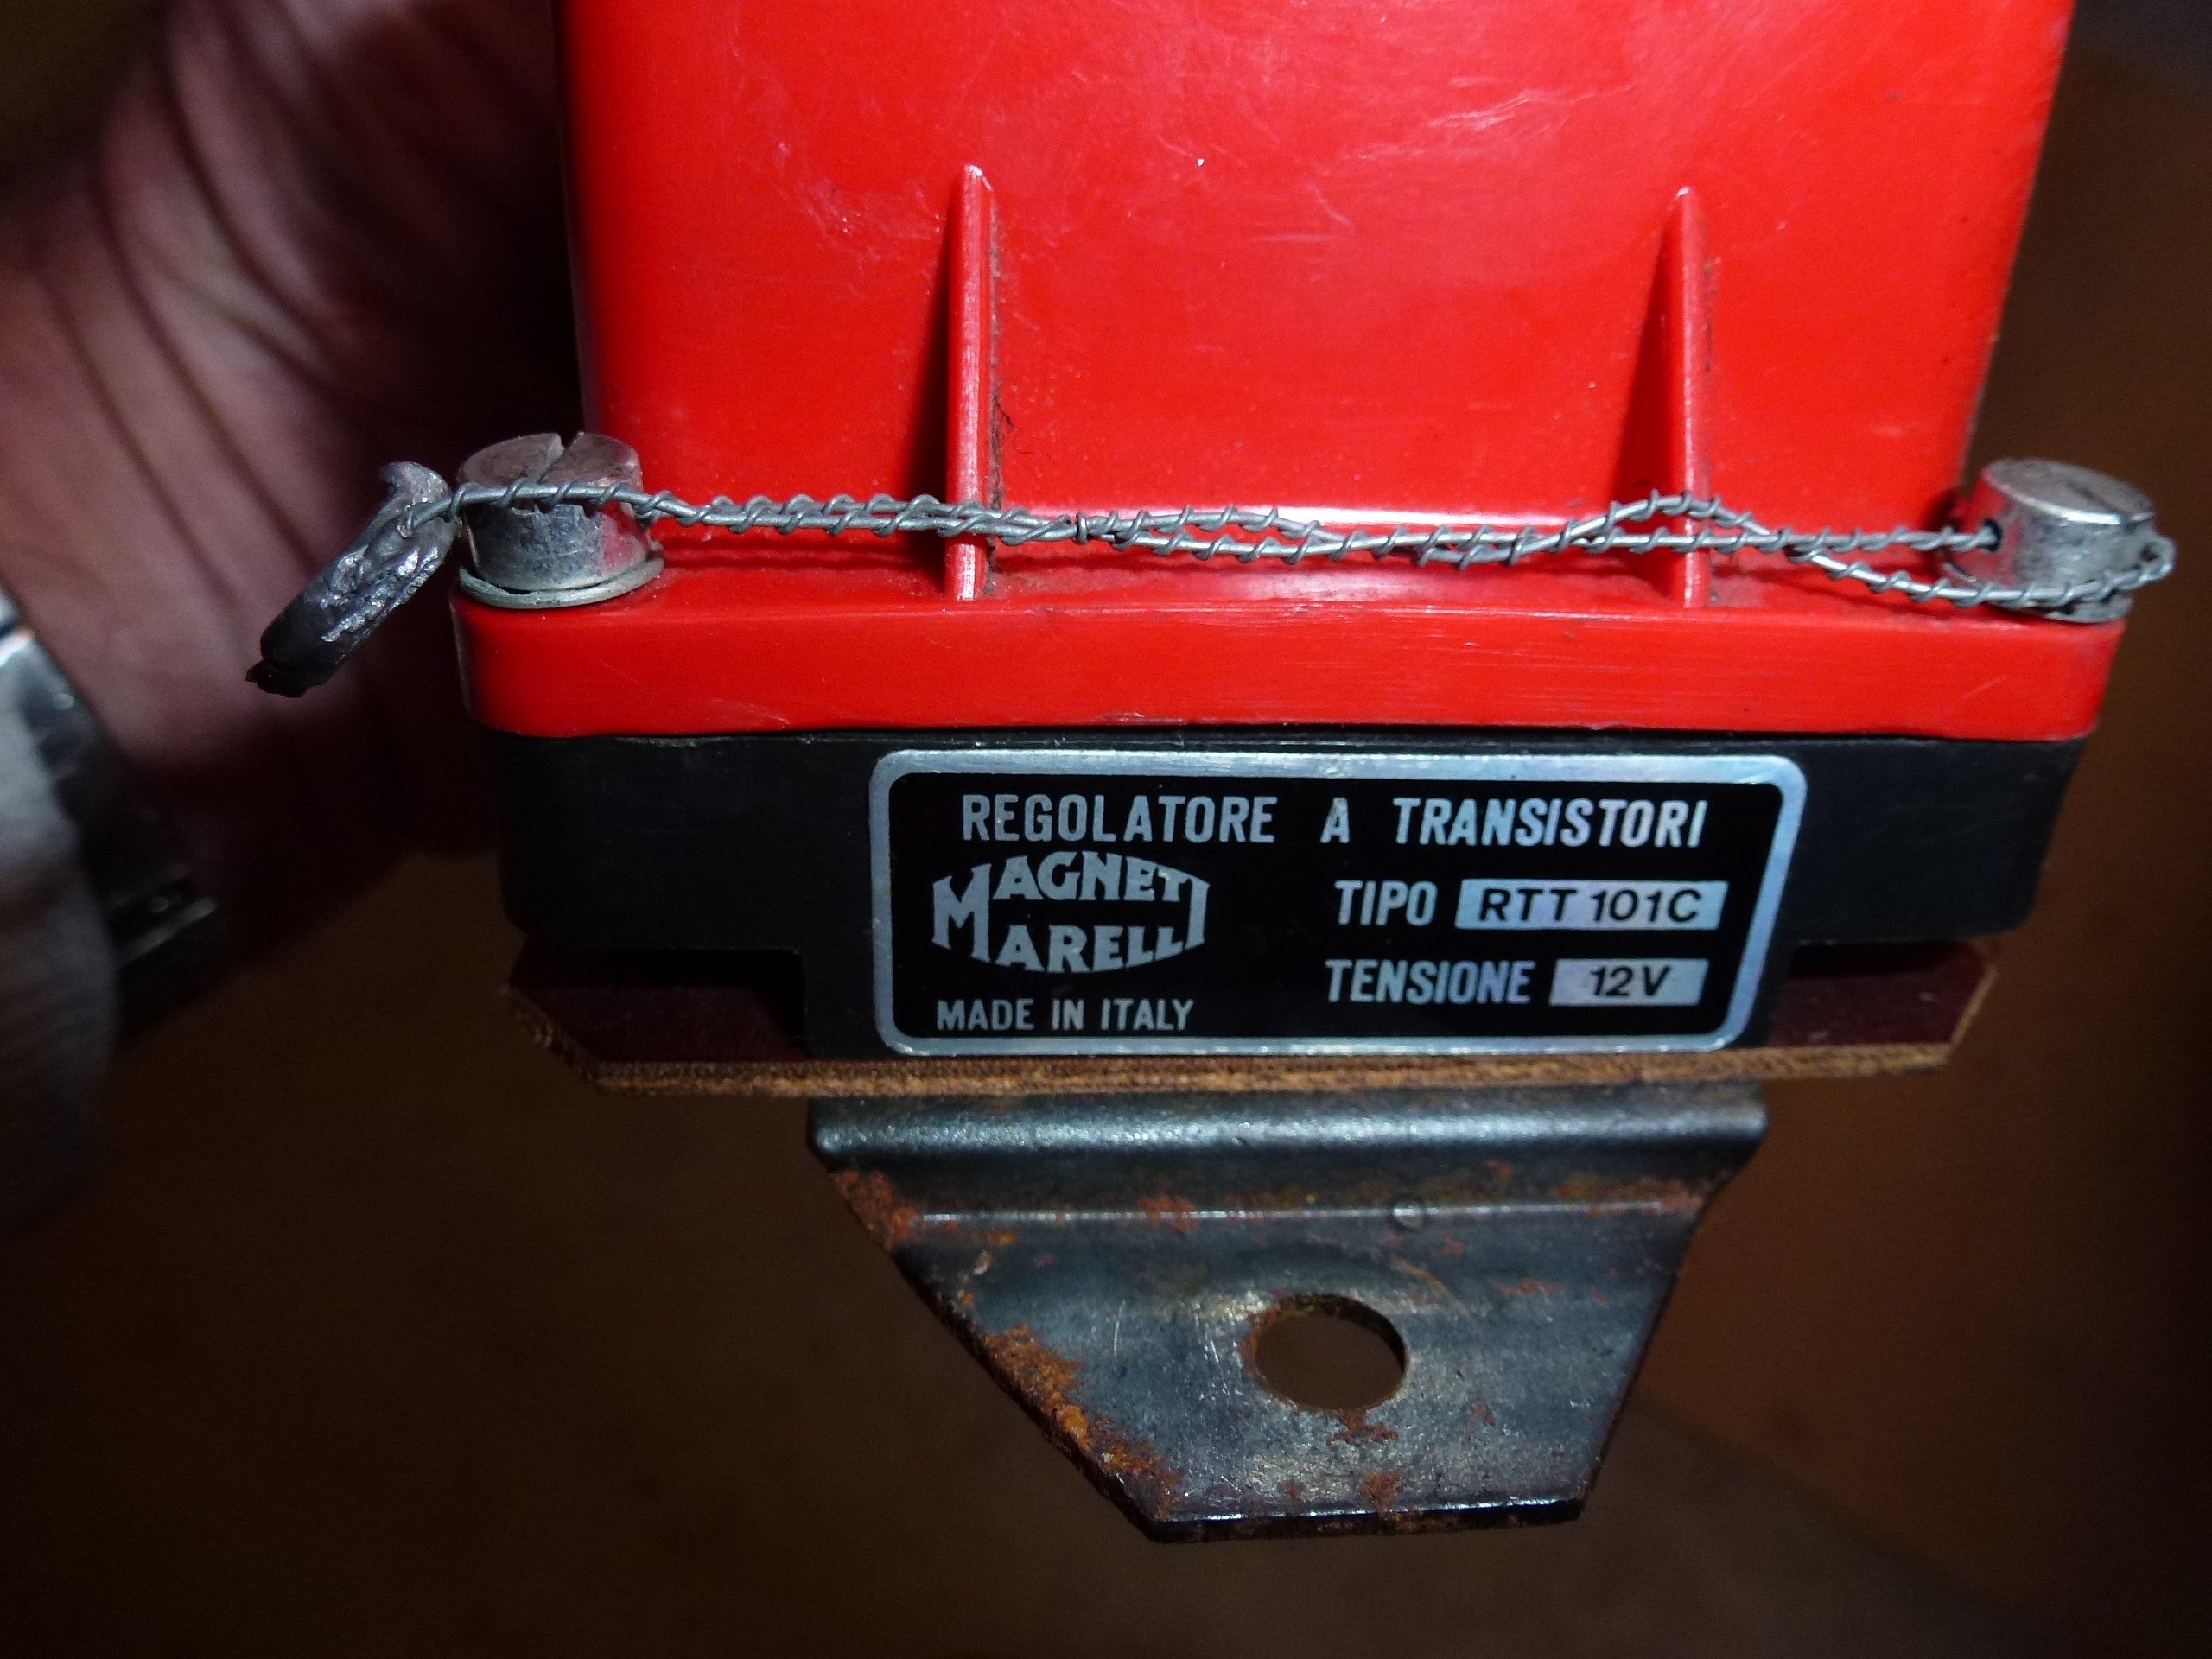 REGOLATORE A TRANSISTORI
MAGNETI
MARELLI
TIPO RTT 101C
TENSIONE 12V
MADE IN ITALY